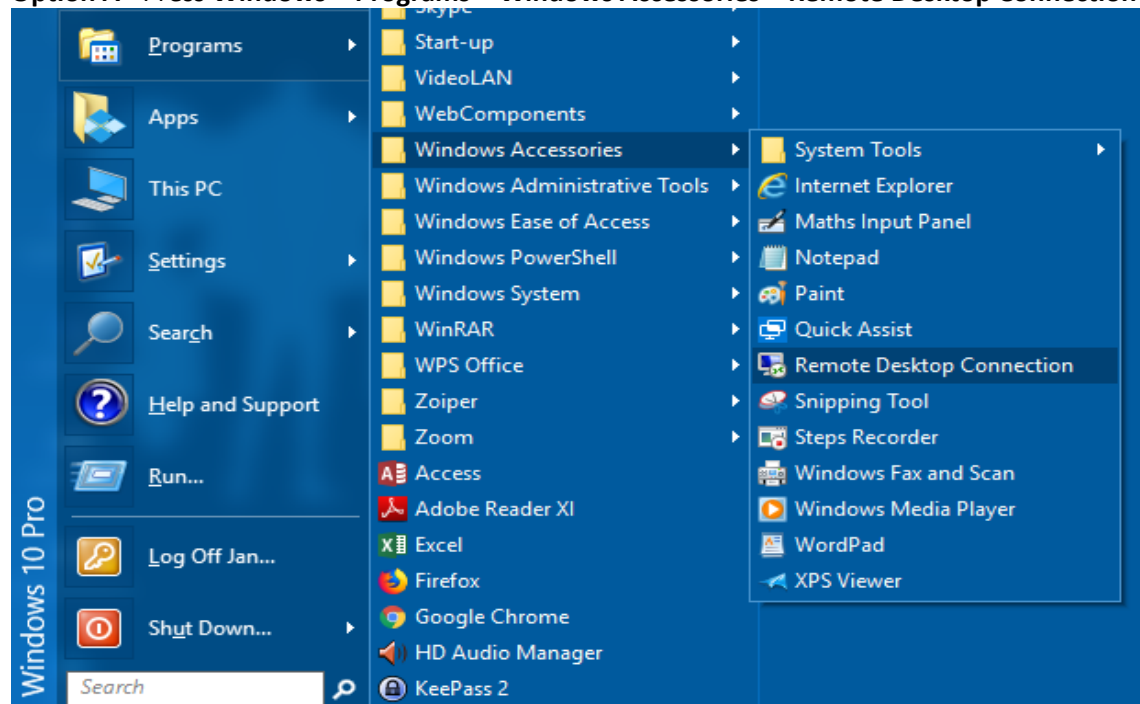 Programs
Apps
This PC
Settings
Search
Help and Support
Run...
Log Off Jan...
Shut Down...
Search
Windows 10 Pro
Skype
Start-up
VideoLAN
WebComponents
Windows Accessories
Windows Administrative Tools
Windows Ease of Access
Windows PowerShell
Windows System
WinRAR
WPS Office
Zoiper
Zoom
Access
Adobe Reader XI
Excel
Firefox
Google Chrome
HD Audio Manager
KeePass 2
System Tools
Internet Explorer
Maths Input Panel
Notepad
Paint
Quick Assist
Remote Desktop Connection
Snipping Tool
Steps Recorder
Windows Fax and Scan
Windows Media Player
WordPad
XPS Viewer